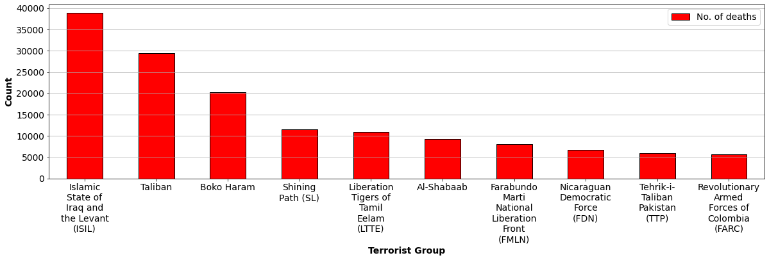 40000
35000
30000
25000
20000
15000
10000
5000
0
Count
No. of deaths
Islamic
State of
Iraq and
the Levant
(ISIL)
Taliban
Boko Haram
Shining
Path (SL)
Liberation
Tigers of
Tamil
Eelam
(LTTE)
Al-Shabaab
Farabundo
Marti
National
Liberation
Front
(FMLN)
Nicaraguan
Democratic
Force
(FDN)
Tehrik-i-
Taliban
Pakistan
(TTP)
Revolutionary
Armed
Forces of
Colombia
(FARC)
Terrorist Group